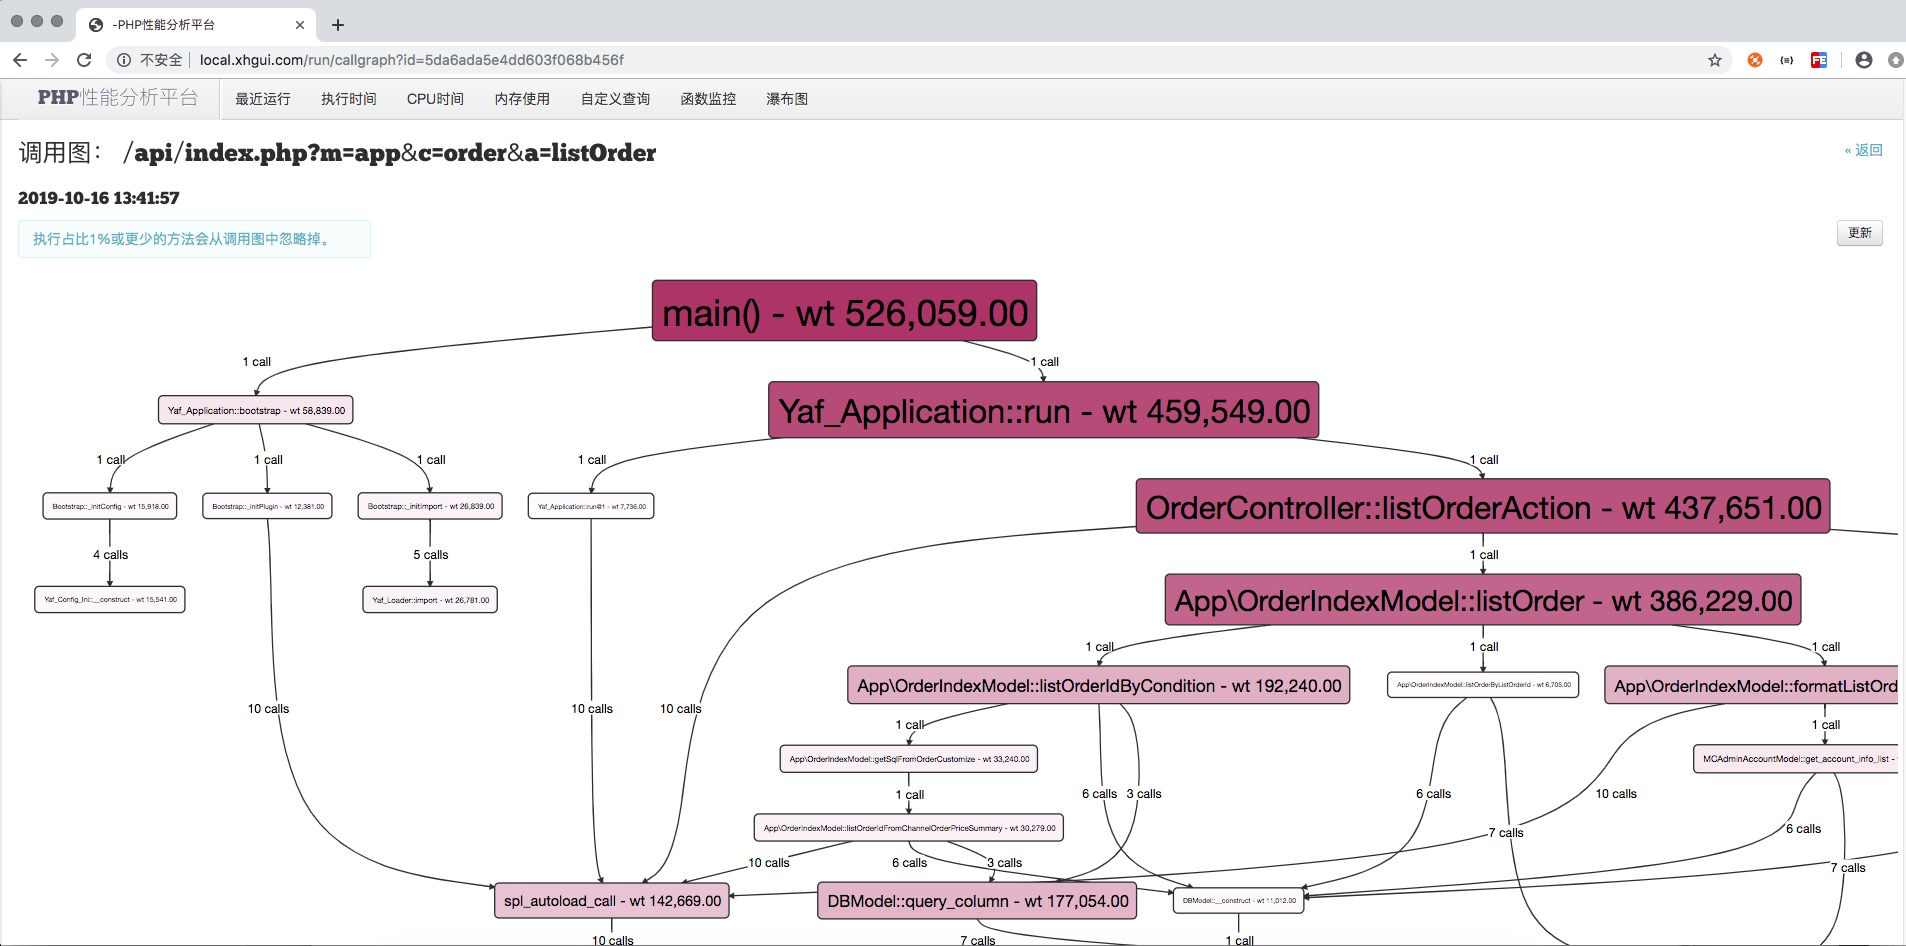 -PHP性能分析平台
不安全 local.xhgui.com/run/callgraph?id=5da6ada5e4dd603f068b456f
FE
PHP性能分析平台 最近运行 执行时间 CPU时间 内存使用 自定义查询 函数监控 瀑布图
调用图: /api/index.php?m=app&c=order&a=listOrder
« 返回
2019-10-16 13:41:57
执行占比1%或更少的方法会从调用图中忽略掉。
更新
main() - wt 526,059.00
1 call
1 call
Yaf_Application::bootstrap - wt 58,839.00
Yaf_Application::run - wt 459,549.00
1 call
1 call
1 call
1 call
1 call
Bootstrap::_initConfig - wt 15,918.00
Bootstrap::_initPlugin - wt 12,381.00
Bootstrap::_initImport - wt 26,839.00
Yaf_Application::run@1 - wt 7,736.00
OrderController::listOrderAction - wt 437,651.00
4 calls
5 calls
1 call
Yaf_Config_Ini::__construct - wt 15,541.00
Yaf_Loader::import - wt 26,781.00
App\OrderIndexModel::listOrder - wt 386,229.00
1 call
1 call
1 call
App\OrderIndexModel::listOrderIdByCondition - wt 192,240.00
App\OrderIndexModel::listOrderByListOrderId - wt 6,705.00
App\OrderIndexModel::formatListOrd
10 calls
10 calls
10 calls
1 call
1 call
App\OrderIndexModel::getSqlFromOrderCustomize - wt 33,240.00
MCAdminAccountModel::get_account_info_list -
1 call
6 calls
3 calls
6 calls
10 calls
App\OrderIndexModel::listOrderIdFromChannelOrderPriceSummary - wt 30,279.00
7 calls
6 calls
10 calls
6 calls
3 calls
7 calls
spl_autoload_call - wt 142,669.00
DBModel::query_column - wt 177,054.00
DBModel::__construct - wt 11,012.00
10 calls
7 calls
1 call